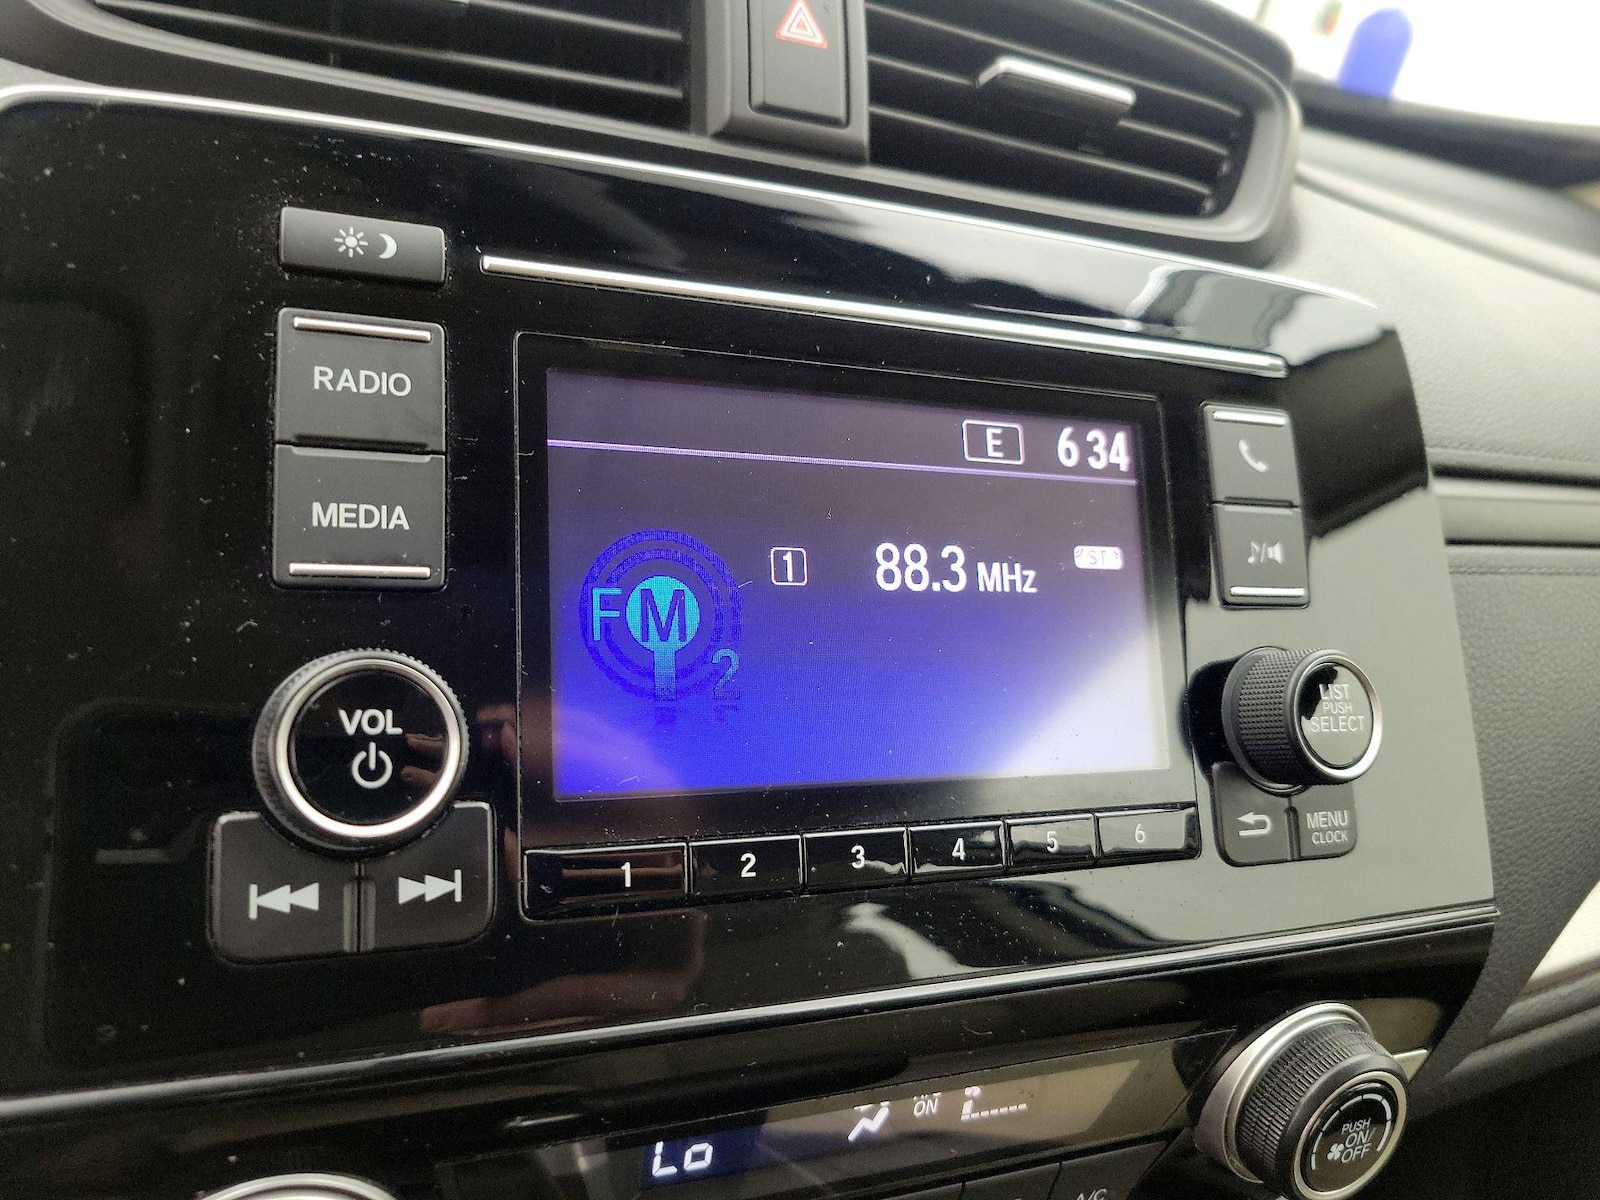 RADIO
MEDIA
VOL
E 6 34
FM 2
1 88.3 MHz ST
1 2 3 4 5 6
LIST
PUSH
SELECT
MENU
CLOCK
ON
Lo
PUSH
ON/
OFF
A/C